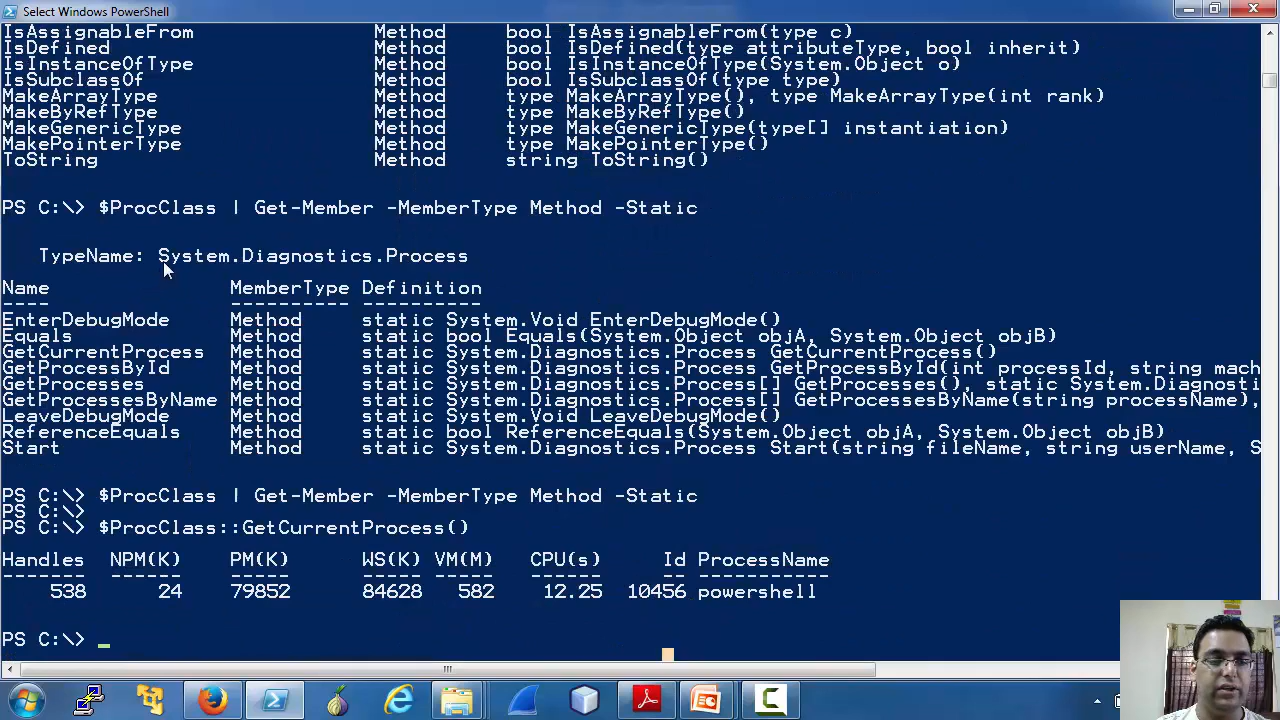 Select Windows PowerShell
IsAssignableFrom Method bool IsAssignableFrom(type c)
IsDefined Method bool IsDefined(type attributeType, bool inherit)
IsInstanceOfType Method bool IsInstanceOfType(System.Object o)
IsSubclassOf Method bool IsSubclassOf(type type)
MakeArrayType Method type MakeArrayType(), type MakeArrayType(int rank)
MakeByRefType Method type MakeByRefType()
MakeGenericType Method type MakeGenericType(type[] instantiation)
MakePointerType Method type MakePointerType()
ToString Method string ToString()
PS C:\> $ProcClass | Get-Member -MemberType Method -Static
TypeName: System.Diagnostics.Process
Name MemberType Definition
---- ---------- ----------
EnterDebugMode Method static System.Void EnterDebugMode()
Equals Method static bool Equals(System.Object objA, System.Object objB)
GetCurrentProcess Method static System.Diagnostics.Process GetCurrentProcess()
GetProcessById Method static System.Diagnostics.Process GetProcessById(int processId, string mach
GetProcesses Method static System.Diagnostics.Process[] GetProcesses(), static System.Diagnosti
GetProcessesByName Method static System.Diagnostics.Process[] GetProcessesByName(string processName),
LeaveDebugMode Method static System.Void LeaveDebugMode()
ReferenceEquals Method static bool ReferenceEquals(System.Object objA, System.Object objB)
Start Method static System.Diagnostics.Process Start(string fileName, string userName, S
PS C:\> $ProcClass | Get-Member -MemberType Method -Static
PS C:\>
PS C:\> $ProcClass::GetCurrentProcess()
Handles NPM(K) PM(K) WS(K) VM(M) CPU(s) Id ProcessName
------- ------ ----- ----- ----- ------ -- -----------
538 24 79852 84628 582 12.25 10456 powershell
PS C:\>